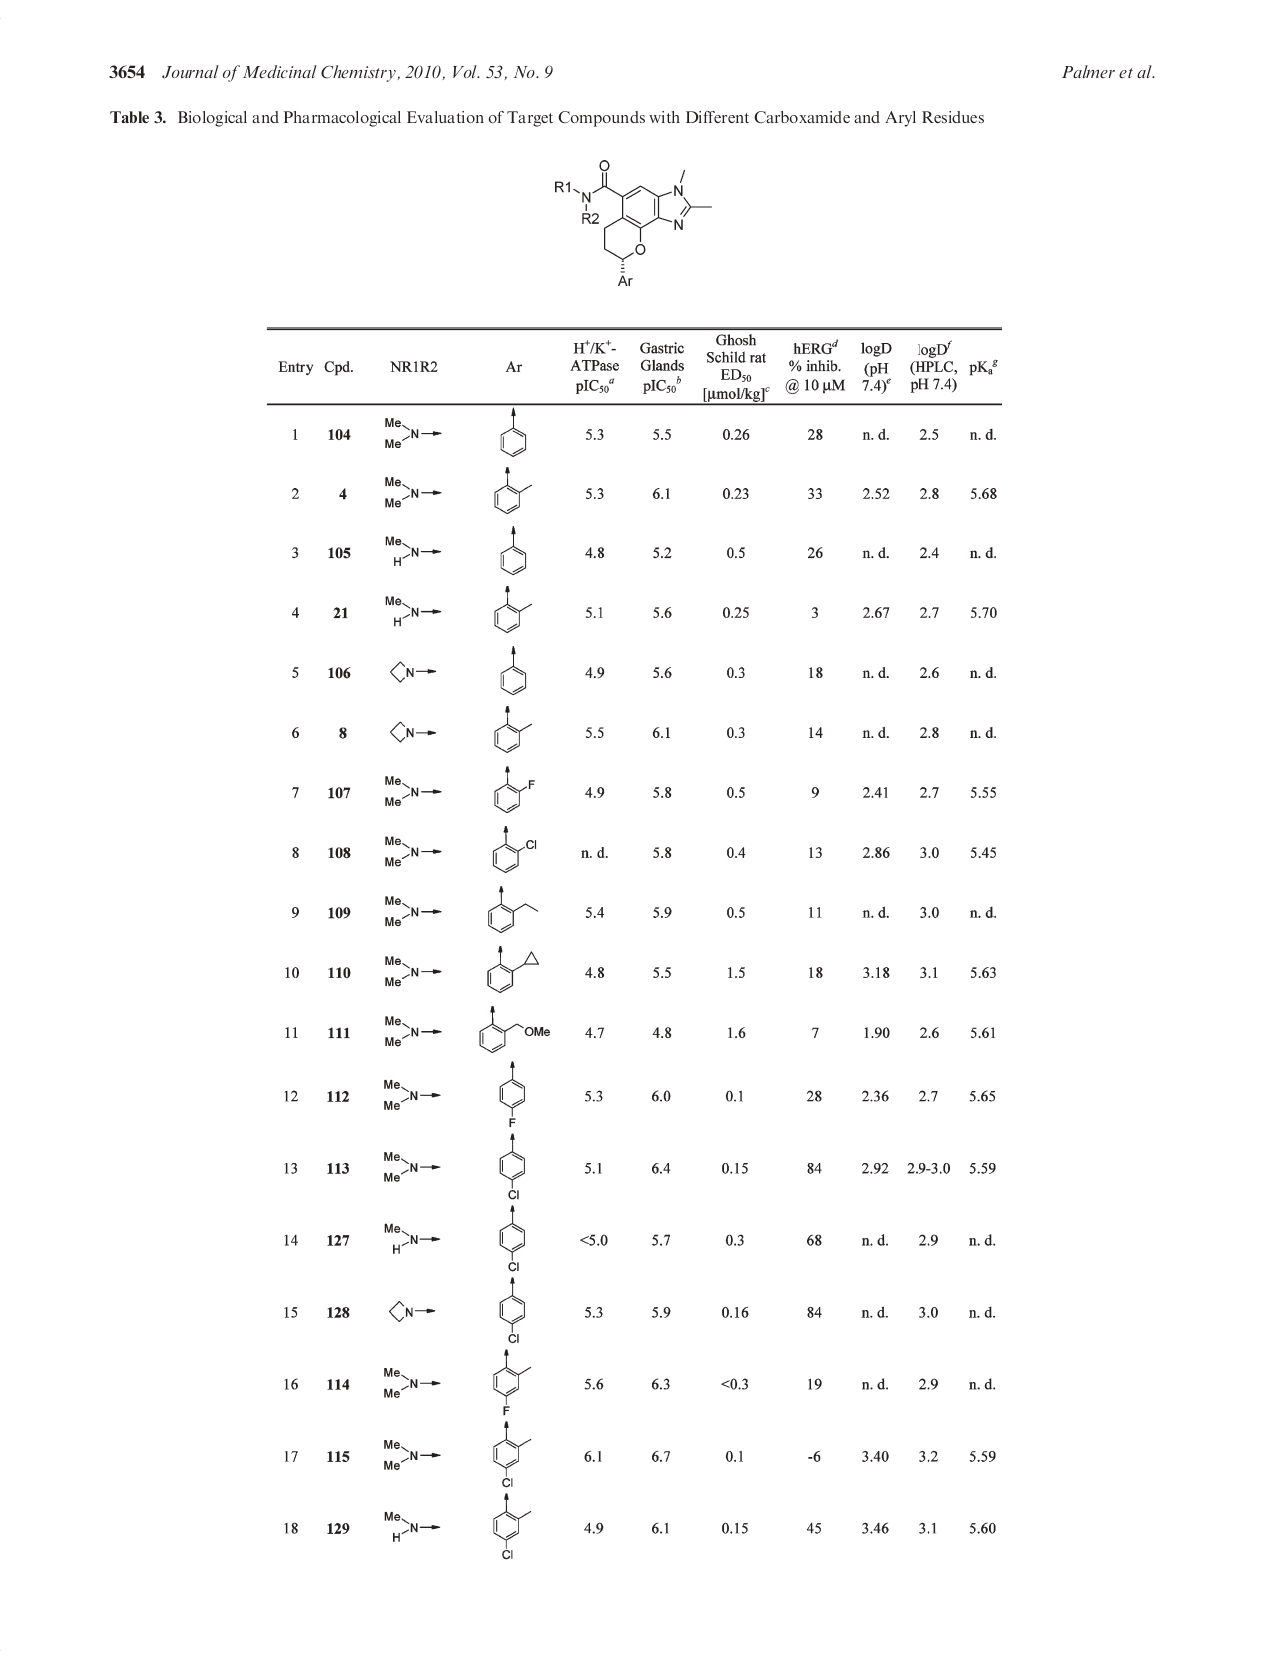 3654 Journal of Medicinal Chemistry, 2010, Vol. 53, No. 9 Palmer et al.
Table 3. Biological and Pharmacological Evaluation of Target Compounds with Different Carboxamide and Aryl Residues
O
R1 N N
R2 N
O
Ar
Entry Cpd. NR1R2 Ar H⁺/K⁺-ATPase pIC₅₀ᵃ Gastric Glands pIC₅₀ᵇ Ghosh Schild rat ED₅₀ [μmol/kg]ᶜ hERGᵈ % inhib. @ 10 μM logD (pH 7.4)ᵉ logDᶠ (HPLC, pH 7.4) pKₐᵍ
1 104 Me Me N 5.3 5.5 0.26 28 n. d. 2.5 n. d.
2 4 Me Me N 5.3 6.1 0.23 33 2.52 2.8 5.68
3 105 Me H N 4.8 5.2 0.5 26 n. d. 2.4 n. d.
4 21 Me H N 5.1 5.6 0.25 3 2.67 2.7 5.70
5 106 N 4.9 5.6 0.3 18 n. d. 2.6 n. d.
6 8 N 5.5 6.1 0.3 14 n. d. 2.8 n. d.
7 107 Me Me N F 4.9 5.8 0.5 9 2.41 2.7 5.55
8 108 Me Me N Cl n. d. 5.8 0.4 13 2.86 3.0 5.45
9 109 Me Me N 5.4 5.9 0.5 11 n. d. 3.0 n. d.
10 110 Me Me N 4.8 5.5 1.5 18 3.18 3.1 5.63
11 111 Me Me N OMe 4.7 4.8 1.6 7 1.90 2.6 5.61
12 112 Me Me N F 5.3 6.0 0.1 28 2.36 2.7 5.65
13 113 Me Me N Cl 5.1 6.4 0.15 84 2.92 2.9-3.0 5.59
14 127 Me H N Cl <5.0 5.7 0.3 68 n. d. 2.9 n. d.
15 128 N Cl 5.3 5.9 0.16 84 n. d. 3.0 n. d.
16 114 Me Me N F 5.6 6.3 <0.3 19 n. d. 2.9 n. d.
17 115 Me Me N Cl 6.1 6.7 0.1 -6 3.40 3.2 5.59
18 129 Me H N Cl 4.9 6.1 0.15 45 3.46 3.1 5.60